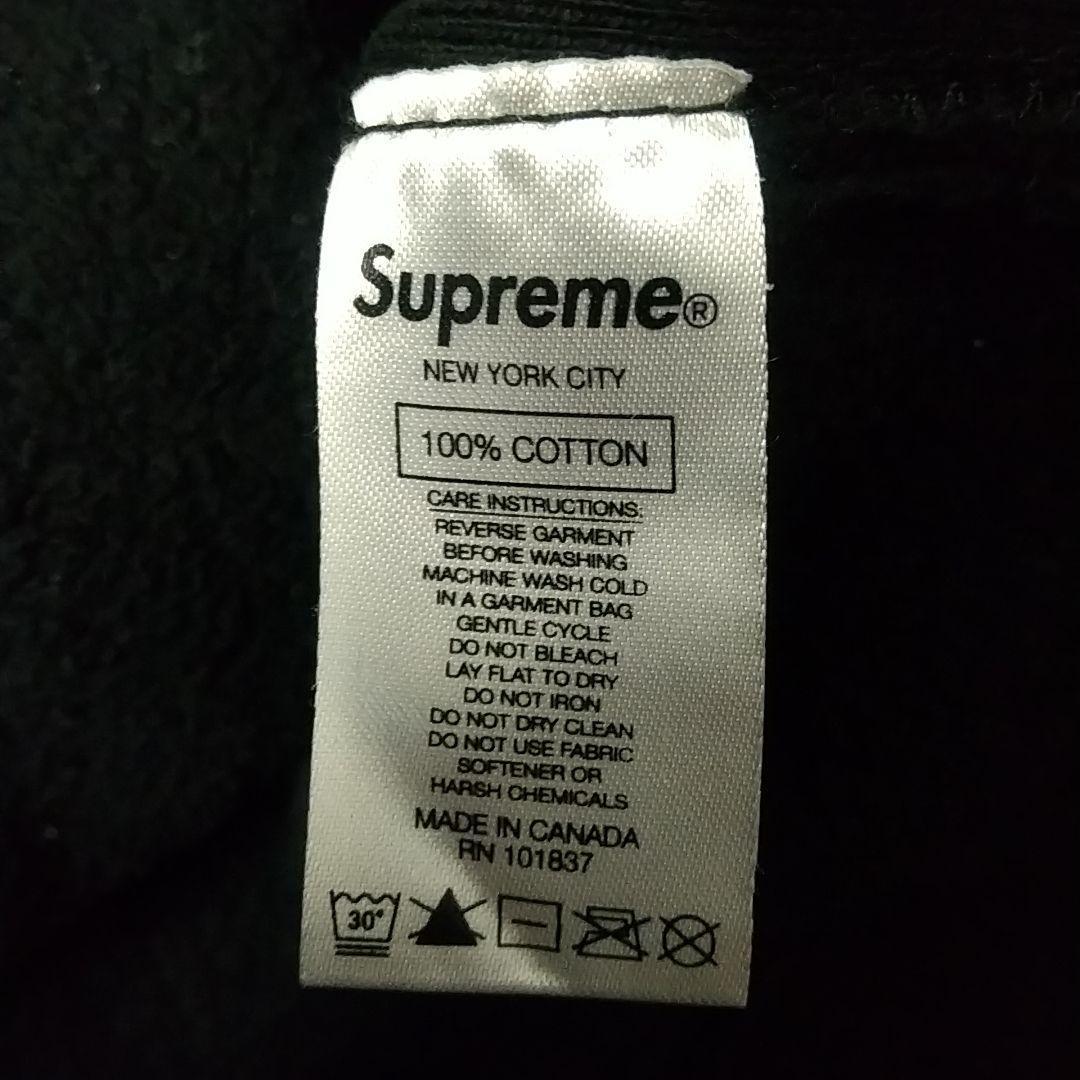 Supreme®
NEW YORK CITY
100% COTTON
CARE INSTRUCTIONS:
REVERSE GARMENT
BEFORE WASHING
MACHINE WASH COLD
IN A GARMENT BAG
GENTLE CYCLE
DO NOT BLEACH
LAY FLAT TO DRY
DO NOT IRON
DO NOT DRY CLEAN
DO NOT USE FABRIC
SOFTENER OR
HARSH CHEMICALS
MADE IN CANADA
RN 101837
30°